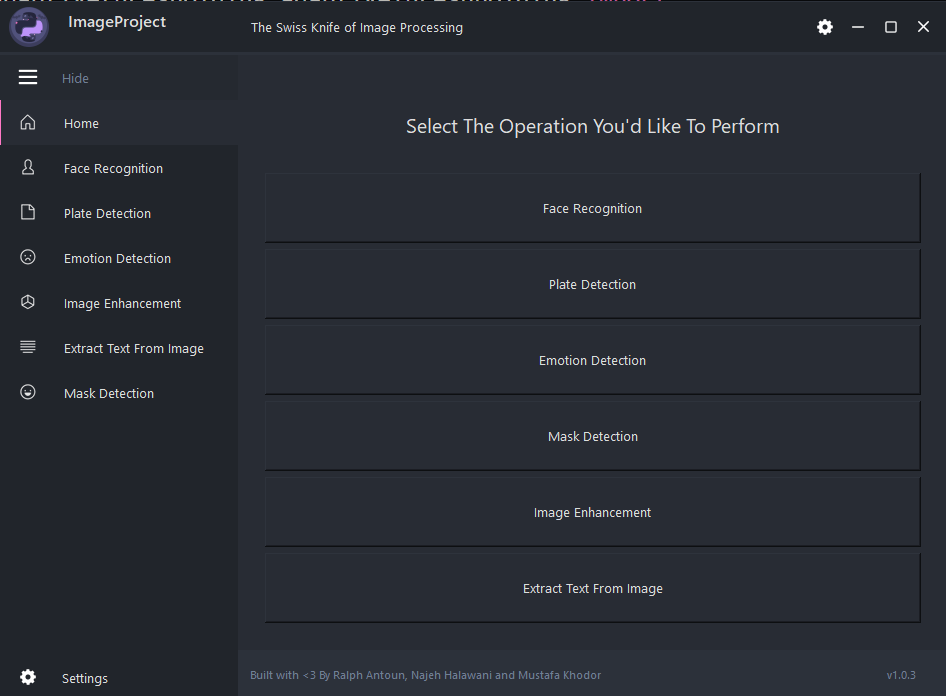 ImageProject
The Swiss Knife of Image Processing
Hide
Home
Face Recognition
Plate Detection
Emotion Detection
Image Enhancement
Extract Text From Image
Mask Detection
Settings
Select The Operation You'd Like To Perform
Face Recognition
Plate Detection
Emotion Detection
Mask Detection
Image Enhancement
Extract Text From Image
Built with <3 By Ralph Antoun, Najeh Halawani and Mustafa Khodor
v1.0.3